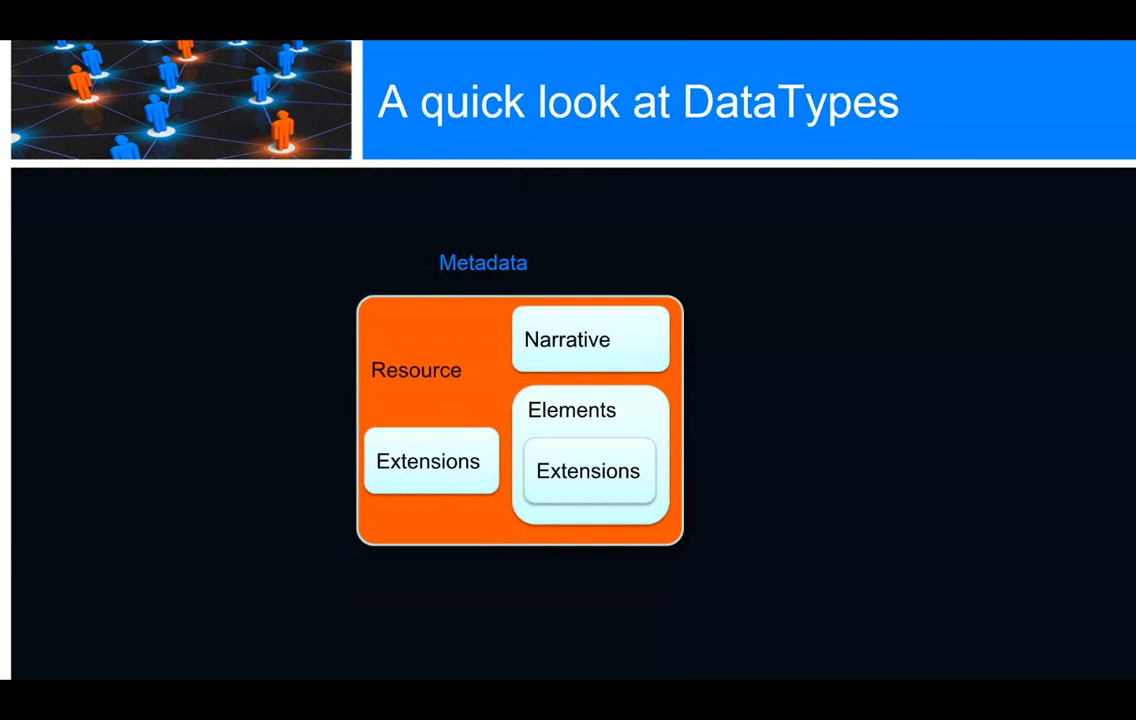 A quick look at DataTypes
Metadata
Narrative
Resource
Elements
Extensions
Extensions